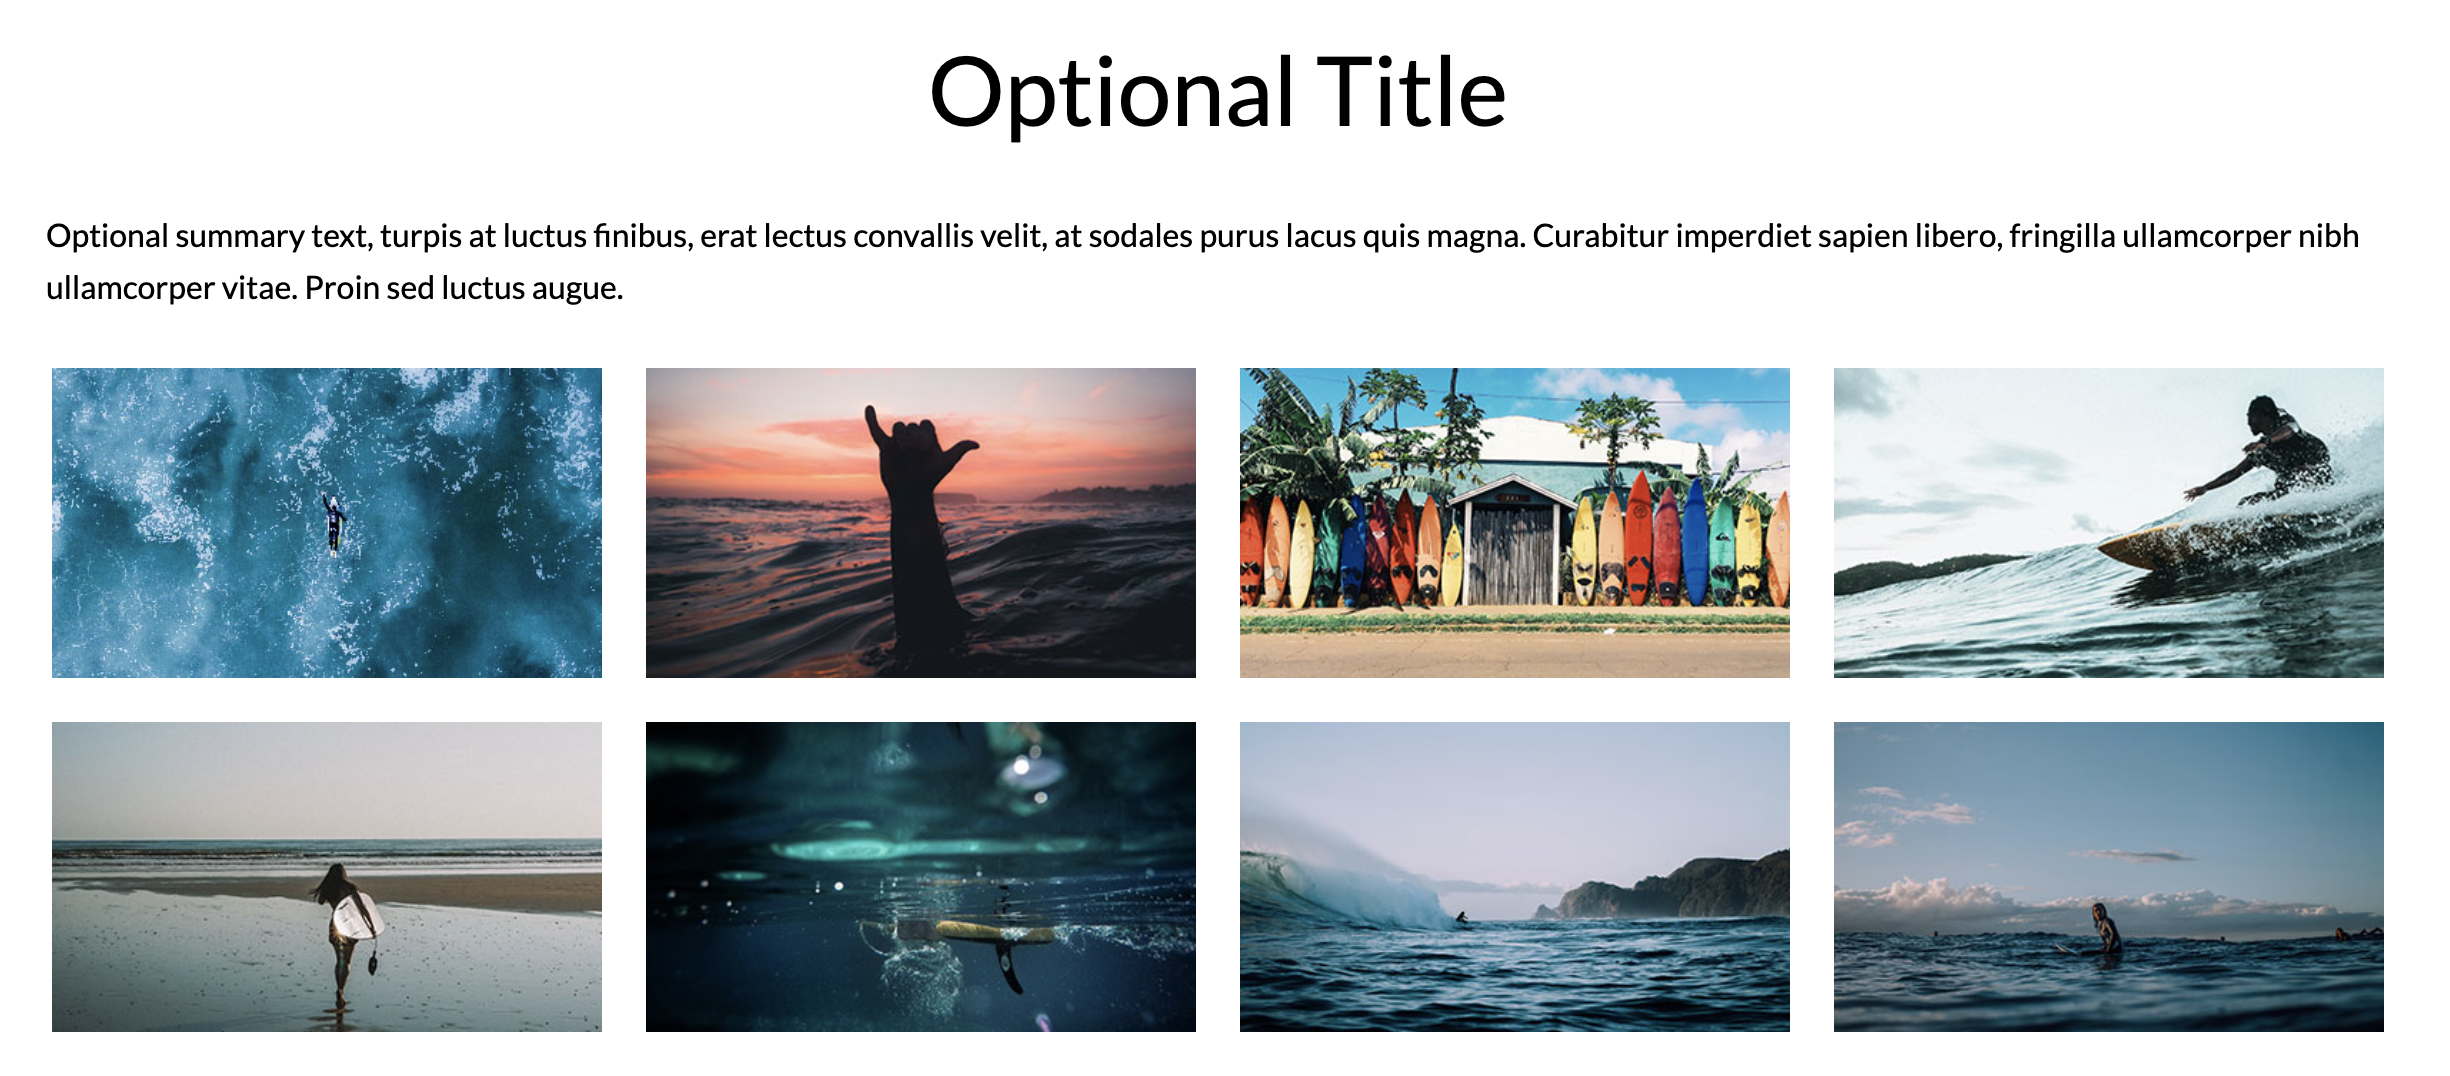 Optional Title
Optional summary text, turpis at luctus finibus, erat lectus convallis velit, at sodales purus lacus quis magna. Curabitur imperdiet sapien libero, fringilla ullamcorper nibh
ullamcorper vitae. Proin sed luctus augue.